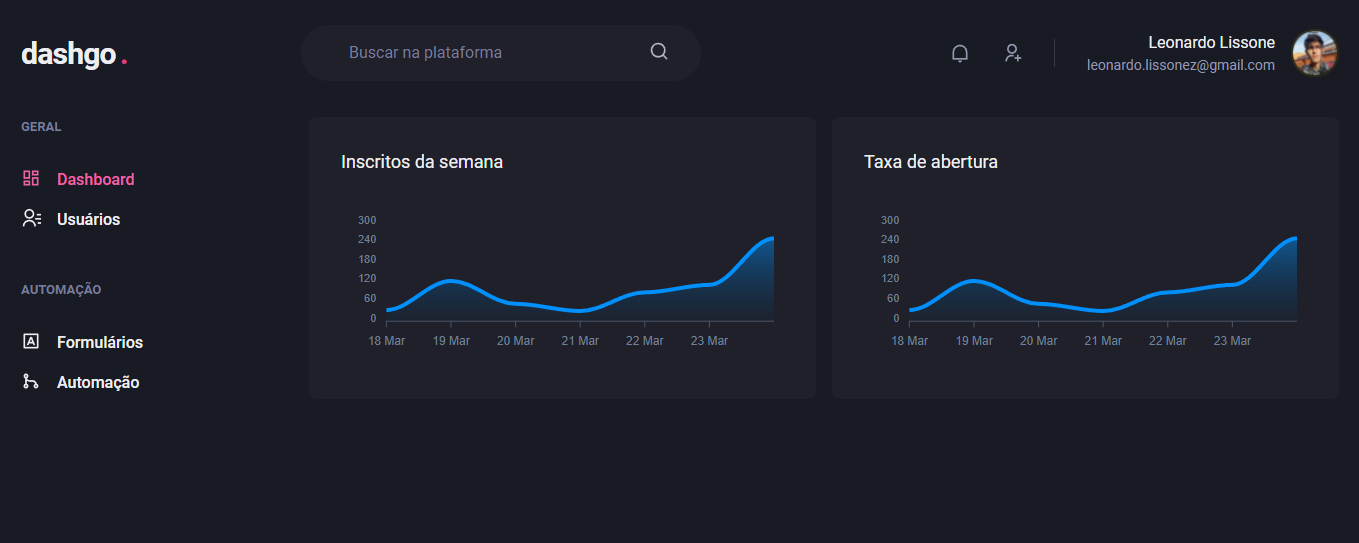 dashgo.
Buscar na plataforma
Leonardo Lissone
leonardo.lissonez@gmail.com
GERAL
Dashboard
Usuários
AUTOMAÇÃO
Formulários
Automação
Inscritos da semana
300
240
180
120
60
0
18 Mar 19 Mar 20 Mar 21 Mar 22 Mar 23 Mar
Taxa de abertura
300
240
180
120
60
0
18 Mar 19 Mar 20 Mar 21 Mar 22 Mar 23 Mar